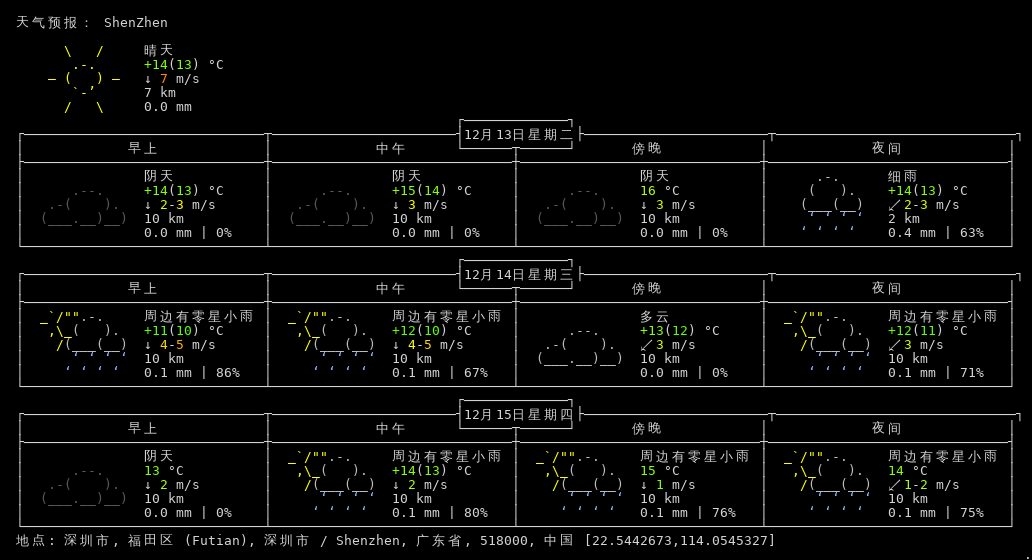 天气预报: ShenZhen
晴天
+14(13) °C
↓ 7 m/s
7 km
0.0 mm
12月13日星期二
早上 中午 傍晚 夜间
阴天 阴天 阴天 细雨
+14(13) °C +15(14) °C 16 °C +14(13) °C
↓ 2-3 m/s ↓ 3 m/s ↓ 3 m/s ↙ 2-3 m/s
10 km 10 km 10 km 2 km
0.0 mm | 0% 0.0 mm | 0% 0.0 mm | 0% 0.4 mm | 63%
12月14日星期三
早上 中午 傍晚 夜间
周边有零星小雨 周边有零星小雨 多云 周边有零星小雨
+11(10) °C +12(10) °C +13(12) °C +12(11) °C
↓ 4-5 m/s ↓ 4-5 m/s ↙ 3 m/s ↙ 3 m/s
10 km 10 km 10 km 10 km
0.1 mm | 86% 0.1 mm | 67% 0.0 mm | 0% 0.1 mm | 71%
12月15日星期四
早上 中午 傍晚 夜间
阴天 周边有零星小雨 周边有零星小雨 周边有零星小雨
13 °C +14(13) °C 15 °C 14 °C
↓ 2 m/s ↓ 2 m/s ↓ 1 m/s ↙ 1-2 m/s
10 km 10 km 10 km 10 km
0.0 mm | 0% 0.1 mm | 80% 0.1 mm | 76% 0.1 mm | 75%
地点: 深圳市, 福田区 (Futian), 深圳市 / Shenzhen, 广东省, 518000, 中国 [22.5442673,114.0545327]